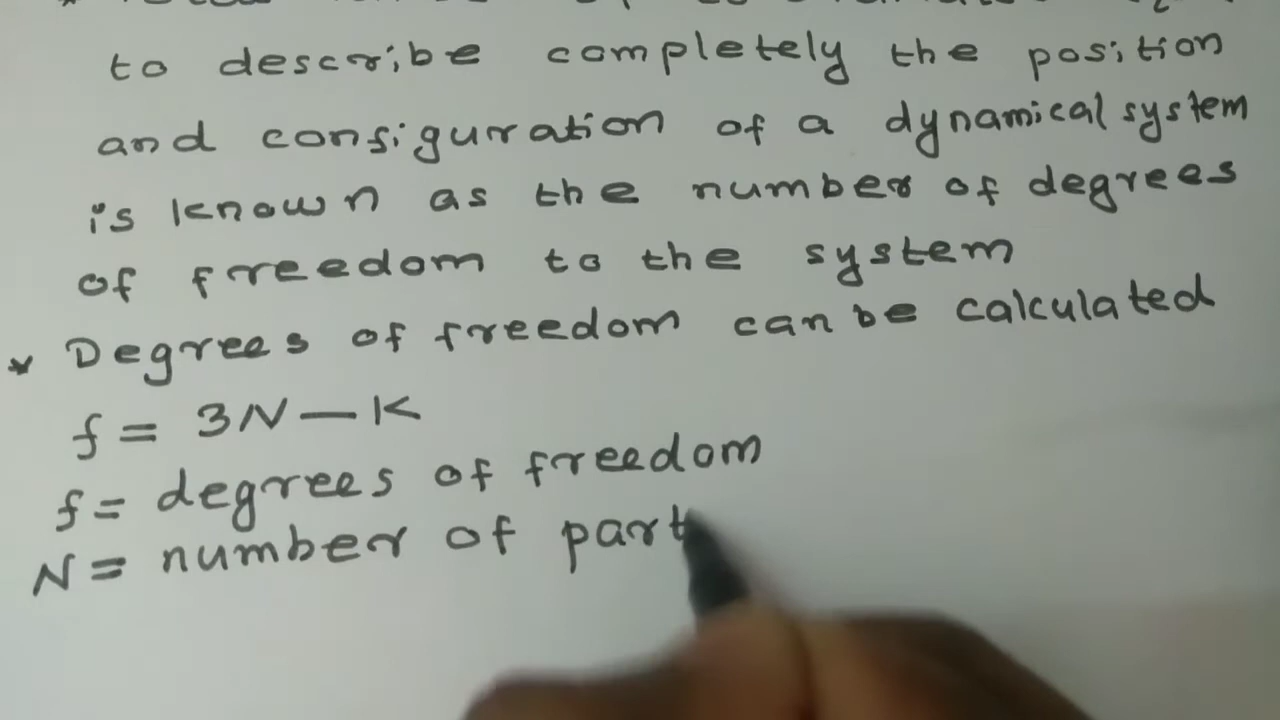 to describe completely the position
and configuration of a dynamical system
is known as the number of degrees
of freedom to the system
* Degrees of freedom can be calculated
f = 3N – K
f = degrees of freedom
N = number of part